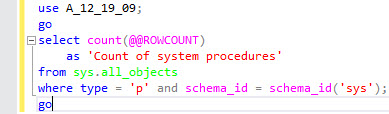 use A_12_19_09;
go
select count(@@ROWCOUNT)
as 'Count of system procedures'
from sys.all_objects
where type = 'p' and schema_id = schema_id('sys');
go